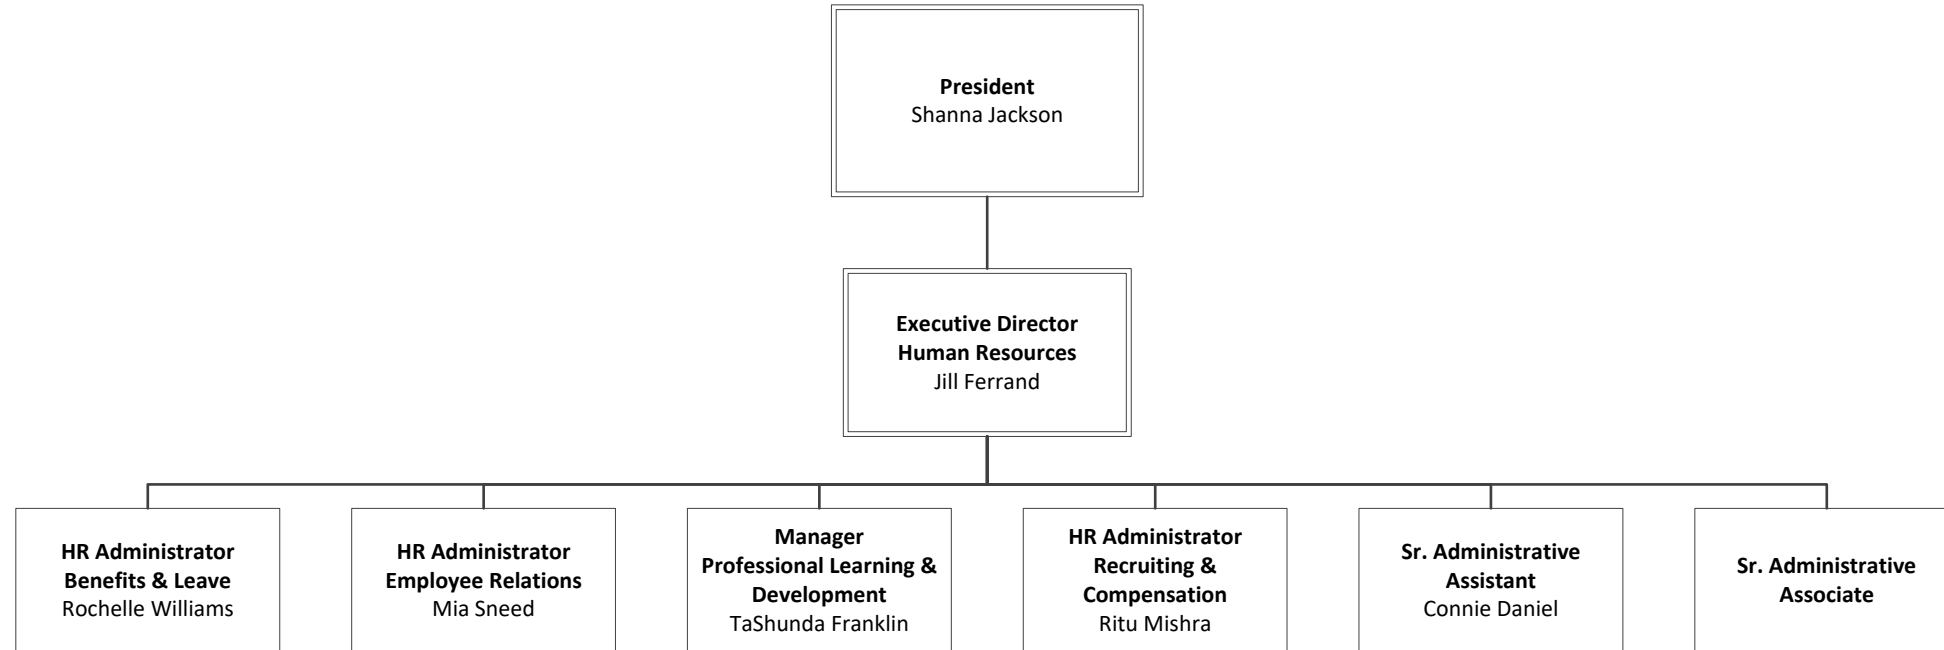 President
Shanna Jackson
Executive Director
Human Resources
Jill Ferrand
HR Administrator
Benefits & Leave
Rochelle Williams
HR Administrator
Employee Relations
Mia Sneed
Manager
Professional Learning &
Development
TaShunda Franklin
HR Administrator
Recruiting &
Compensation
Ritu Mishra
Sr. Administrative
Assistant
Connie Daniel
Sr. Administrative
Associate